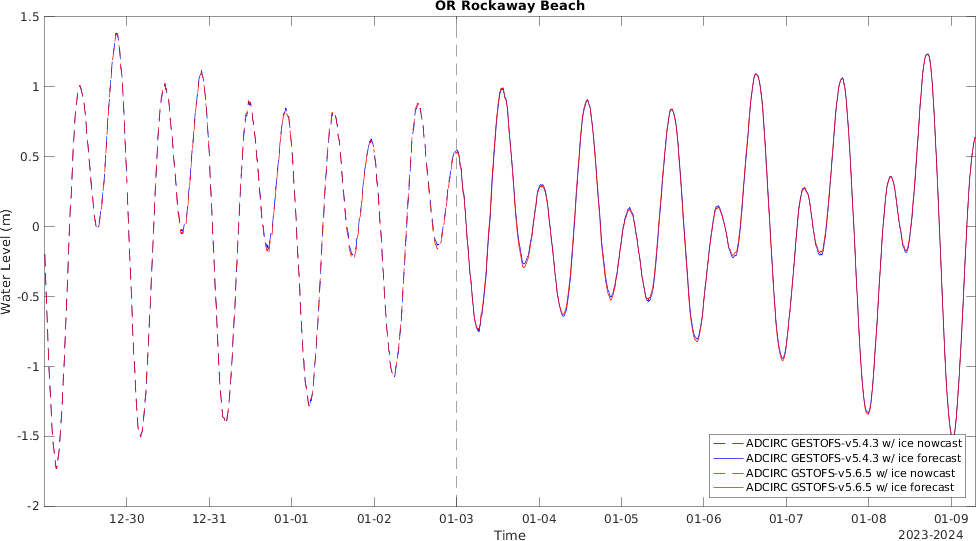 OR Rockaway Beach
1.5
1
0.5
0
-0.5
-1
-1.5
-2
Water Level (m)
12-30
12-31
01-01
01-02
01-03
01-04
01-05
01-06
01-07
01-08
01-09
Time
2023-2024
ADCIRC GESTOFS-v5.4.3 w/ ice nowcast
ADCIRC GESTOFS-v5.4.3 w/ ice forecast
ADCIRC GSTOFS-v5.6.5 w/ ice nowcast
ADCIRC GSTOFS-v5.6.5 w/ ice forecast